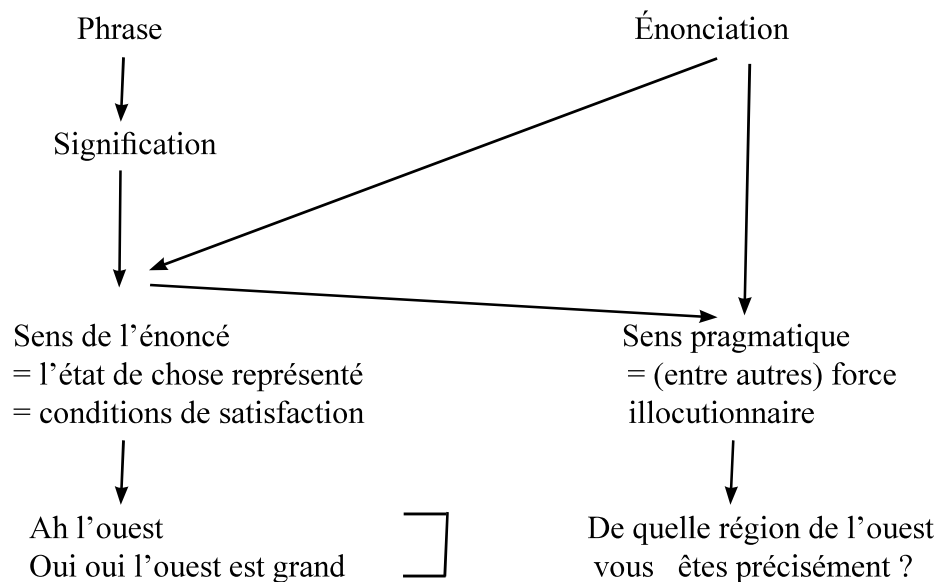 Phrase
Énonciation
Signification
Sens de l’énoncé
= l’état de chose représenté
= conditions de satisfaction
Sens pragmatique
= (entre autres) force
illocutionnaire
Ah l’ouest
Oui oui l’ouest est grand
De quelle région de l’ouest
vous êtes précisément ?